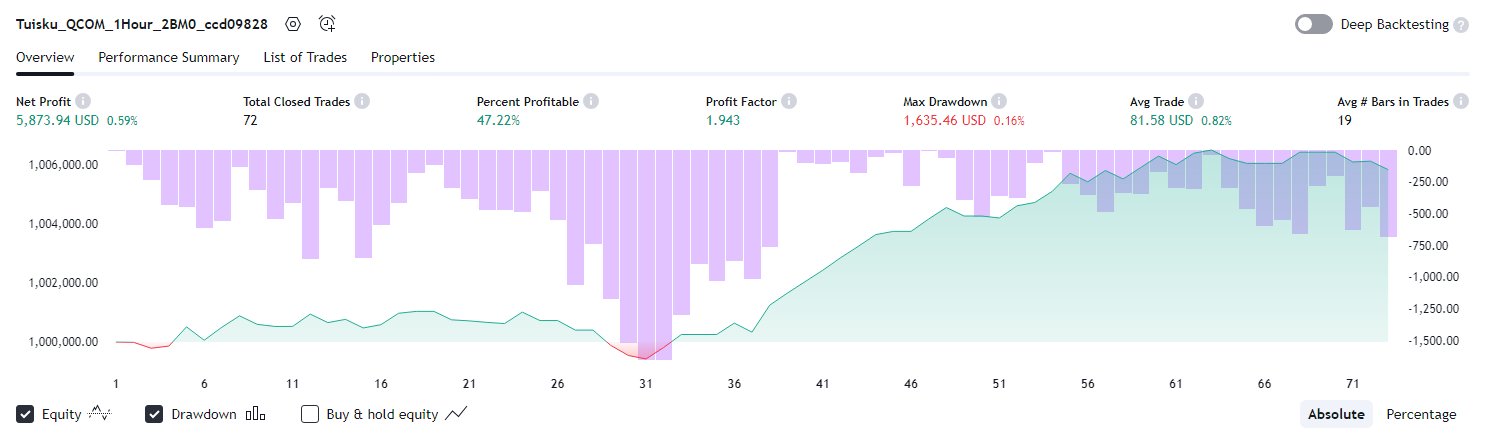 Tuisku_QCOM_1Hour_2BM0_ccd09828 Deep Backtesting ?
Overview Performance Summary List of Trades Properties
Net Profit i Total Closed Trades i Percent Profitable i Profit Factor i Max Drawdown i Avg Trade i Avg # Bars in Trades i
5,873.94 USD 0.59% 72 47.22% 1.943 1,635.46 USD 0.16% 81.58 USD 0.82% 19
1,006,000.00
1,004,000.00
1,002,000.00
1,000,000.00
0.00
-250.00
-500.00
-750.00
-1,000.00
-1,250.00
-1,500.00
1 6 11 16 21 26 31 36 41 46 51 56 61 66 71
Equity Drawdown Buy & hold equity Absolute Percentage